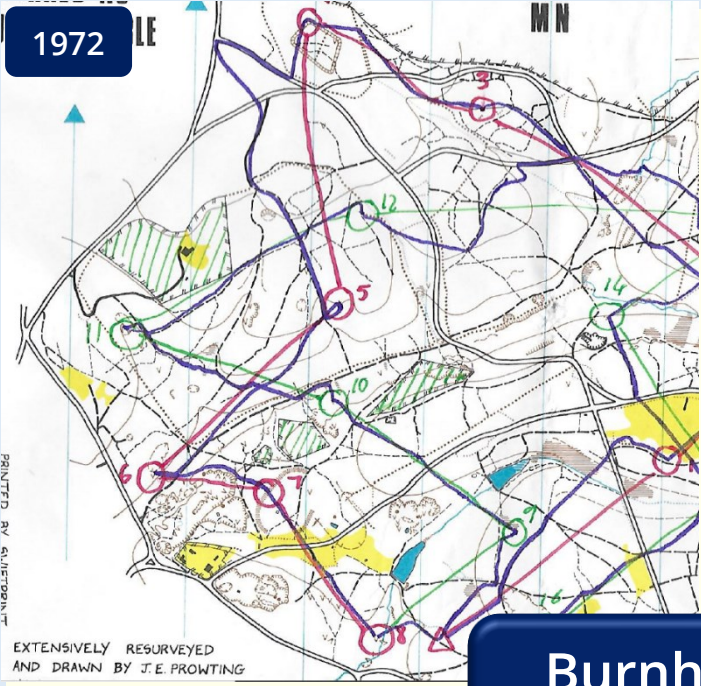 1972
LE
MN
3
12
5
14
11
10
6
7
9
8
16
PRINTED BY
EXTENSIVELY RESURVEYED
AND DRAWN BY J.E. PROWTING
Burnh